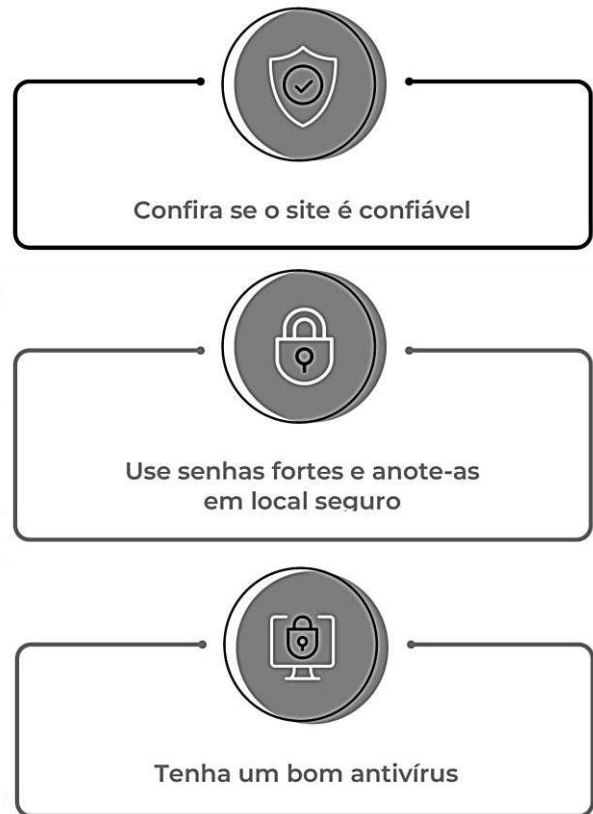 Confira se o site é confiável
Use senhas fortes e anote-as
em local seguro
Tenha um bom antivírus